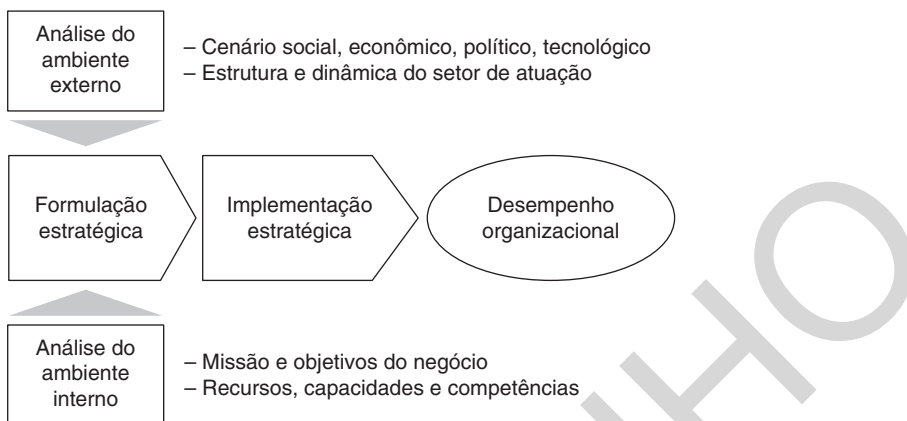 Análise do
ambiente
externo
– Cenário social, econômico, político, tecnológico
– Estrutura e dinâmica do setor de atuação
Formulação
estratégica
Implementação
estratégica
Desempenho
organizacional
Análise do
ambiente
interno
– Missão e objetivos do negócio
– Recursos, capacidades e competências